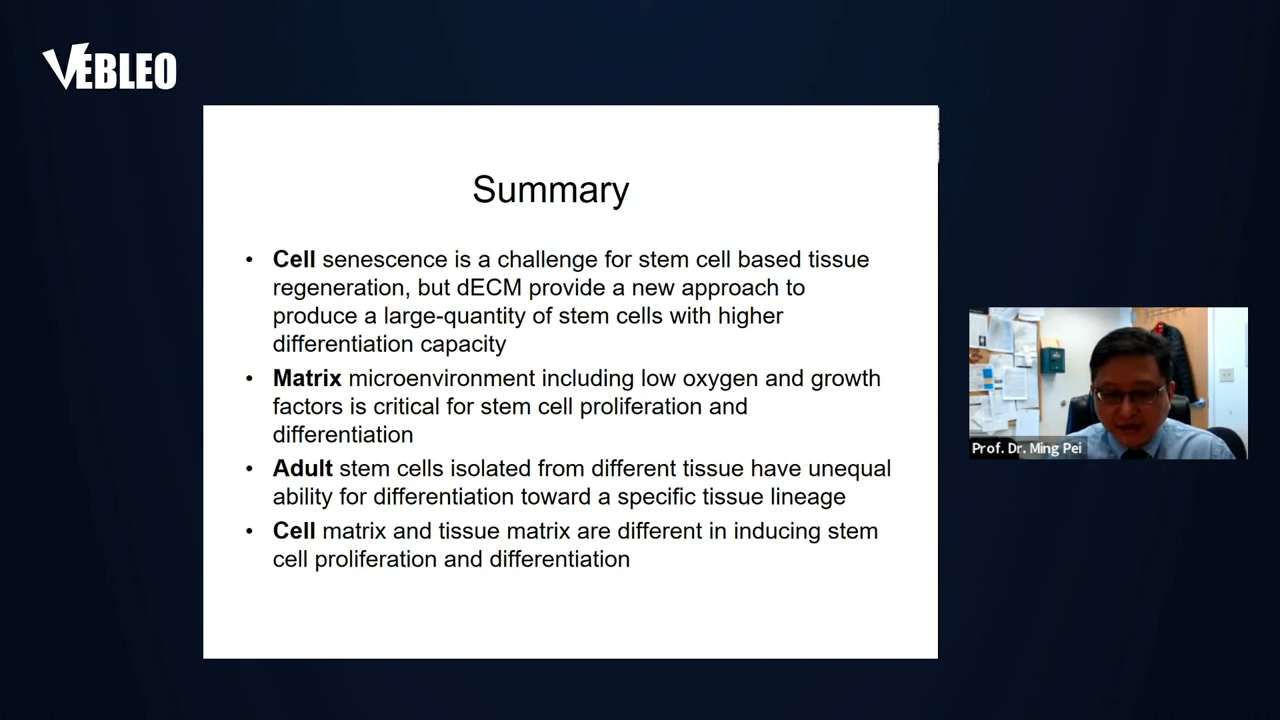 VEBLEO
Summary
• Cell senescence is a challenge for stem cell based tissue
regeneration, but dECM provide a new approach to
produce a large-quantity of stem cells with higher
differentiation capacity
• Matrix microenvironment including low oxygen and growth
factors is critical for stem cell proliferation and
differentiation
• Adult stem cells isolated from different tissue have unequal
ability for differentiation toward a specific tissue lineage
• Cell matrix and tissue matrix are different in inducing stem
cell proliferation and differentiation
Prof. Dr. Ming Pei